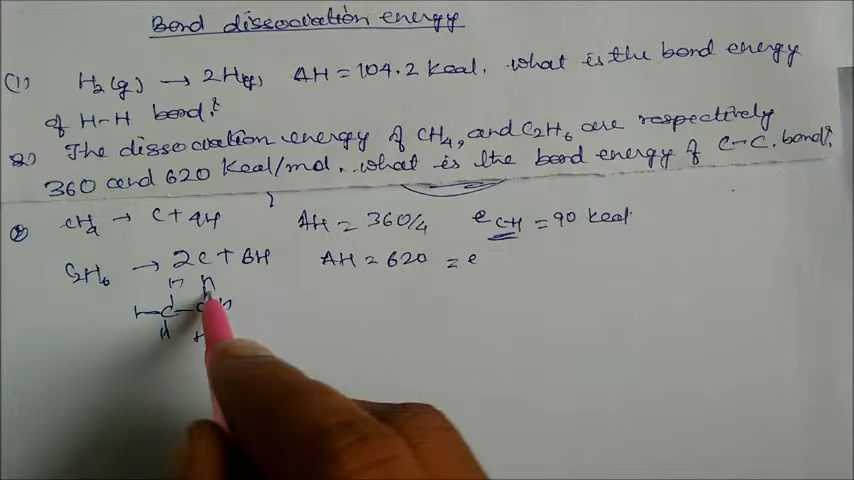 Bond dissociation energy
(1) H2(g) → 2H(g), ΔH = 104.2 Kcal. what is the bond energy
of H-H bond?
2) The dissociation energy of CH4, and C2H6 are respectively
360 and 620 Kcal/mol. what is the bond energy of C-C. bond?
② CH4 → C + 4H ΔH = 360/4 e C-H = 90 kcal
C2H6 → 2C + 6H ΔH = 620 = e
H H
H-C-C H
H H